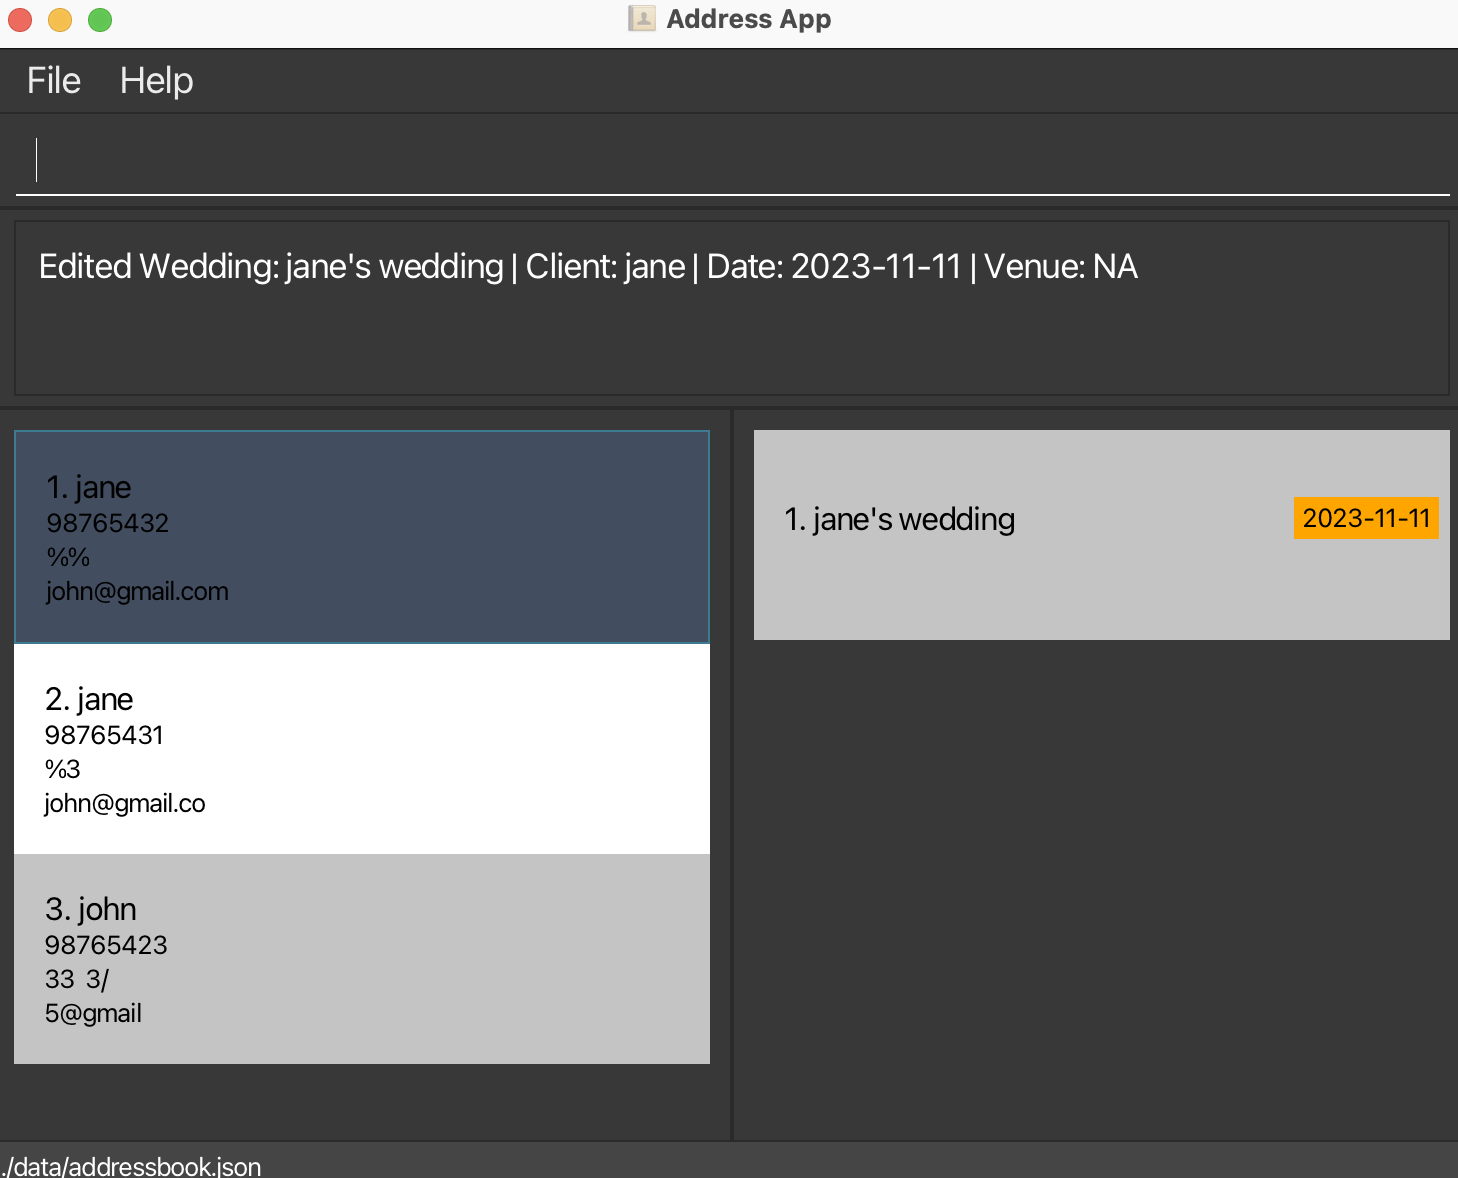 Address App
File Help
Edited Wedding: jane's wedding | Client: jane | Date: 2023-11-11 | Venue: NA
1. jane
98765432
%%
john@gmail.com
2. jane
98765431
%3
john@gmail.co
3. john
98765423
33 3/
5@gmail
1. jane's wedding
2023-11-11
./data/addressbook.json